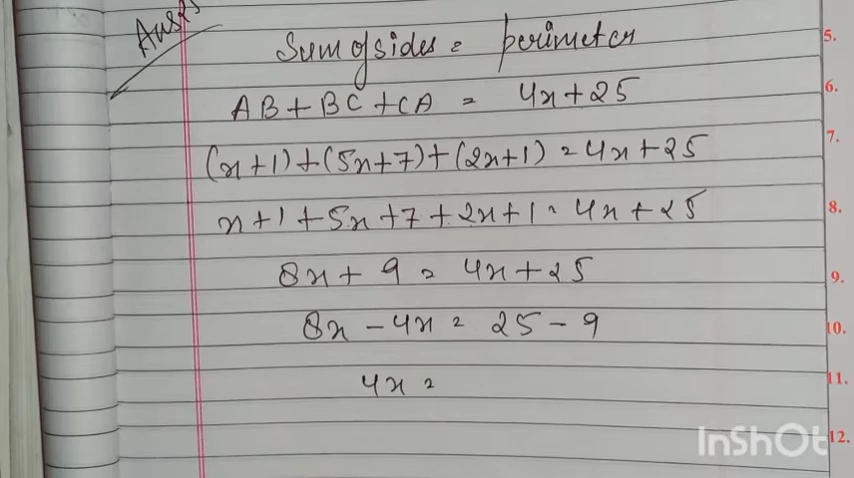 Ans
Sum of sides = perimeter
AB + BC + CA = 4x + 25
(x + 1) + (5x + 7) + (2x + 1) = 4x + 25
x + 1 + 5x + 7 + 2x + 1 = 4x + 25
8x + 9 = 4x + 25
8x - 4x = 25 - 9
4x =
5.
6.
7.
8.
9.
10.
11.
12.
InShOt